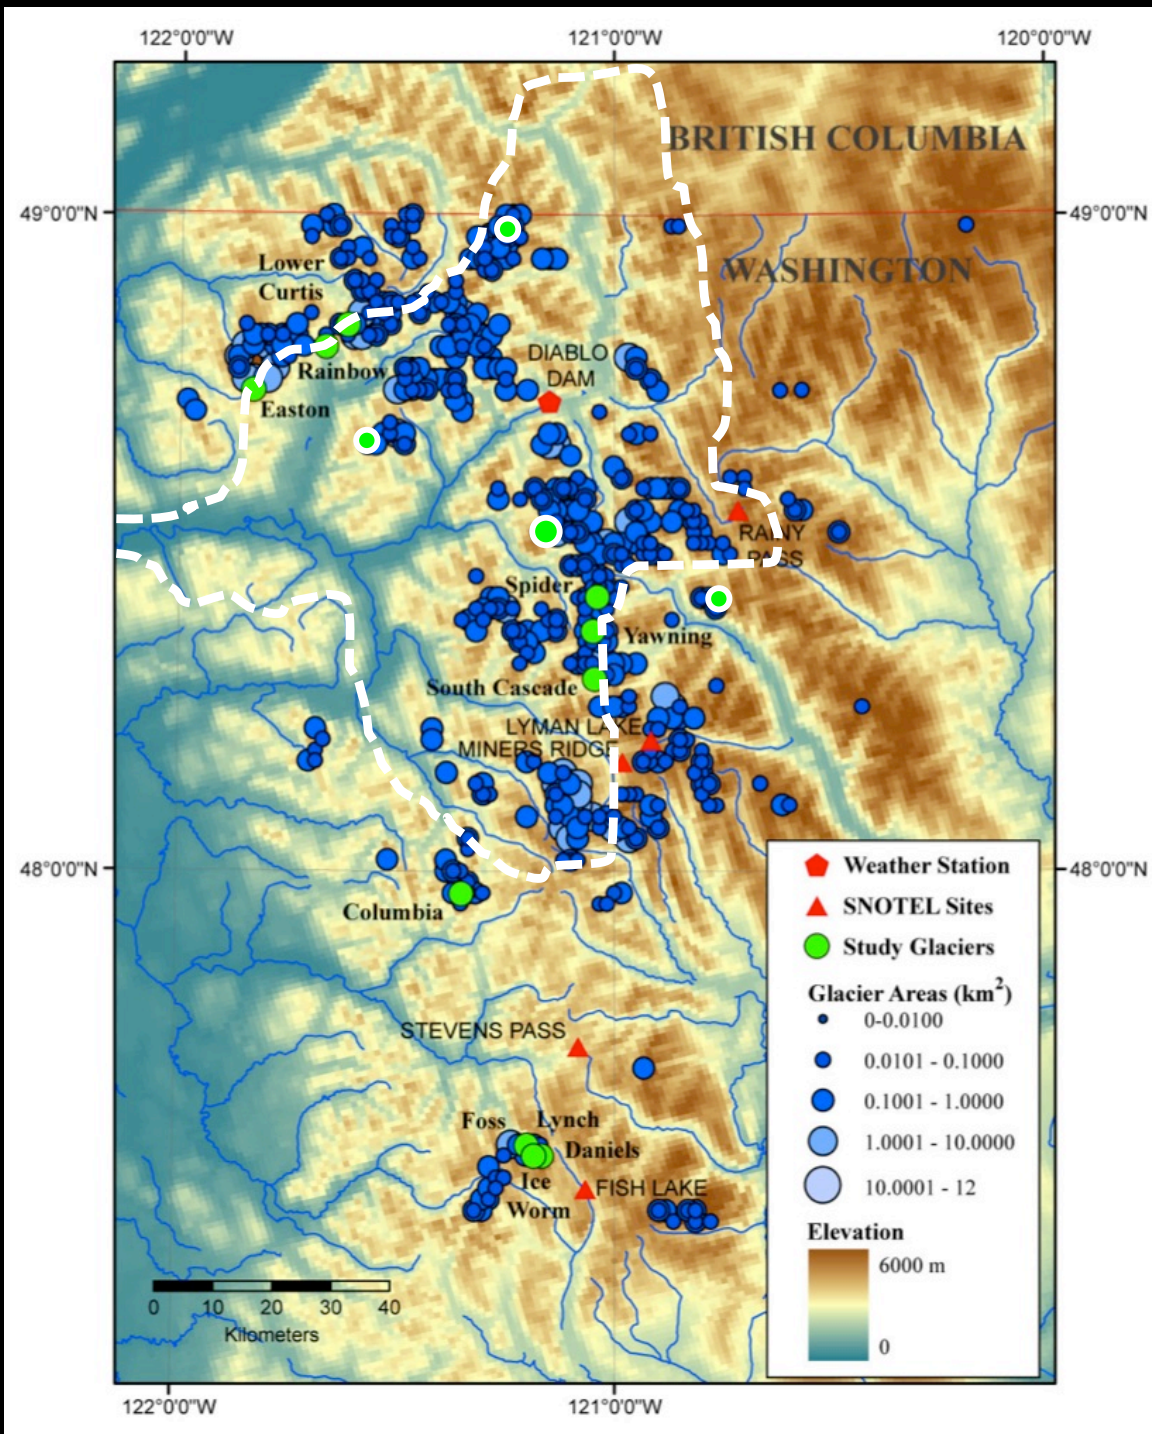 122°0'0"W
121°0'0"W
120°0'0"W
BRITISH COLUMBIA
49°0'0"N
49°0'0"N
WASHINGTON
Lower
Curtis
DIABLO
DAM
Rainbow
Easton
RAINY
PASS
Spider
Yawning
South Cascade
LYMAN LAKE
MINERS RIDGE
48°0'0"N
48°0'0"N
Columbia
STEVENS PASS
Foss
Lynch
Daniels
Ice
Worm
FISH LAKE
Weather Station
SNOTEL Sites
Study Glaciers
Glacier Areas (km²)
0-0.0100
0.0101 - 0.1000
0.1001 - 1.0000
1.0001 - 10.0000
10.0001 - 12
Elevation
6000 m
0
0 10 20 30 40
Kilometers
122°0'0"W
121°0'0"W